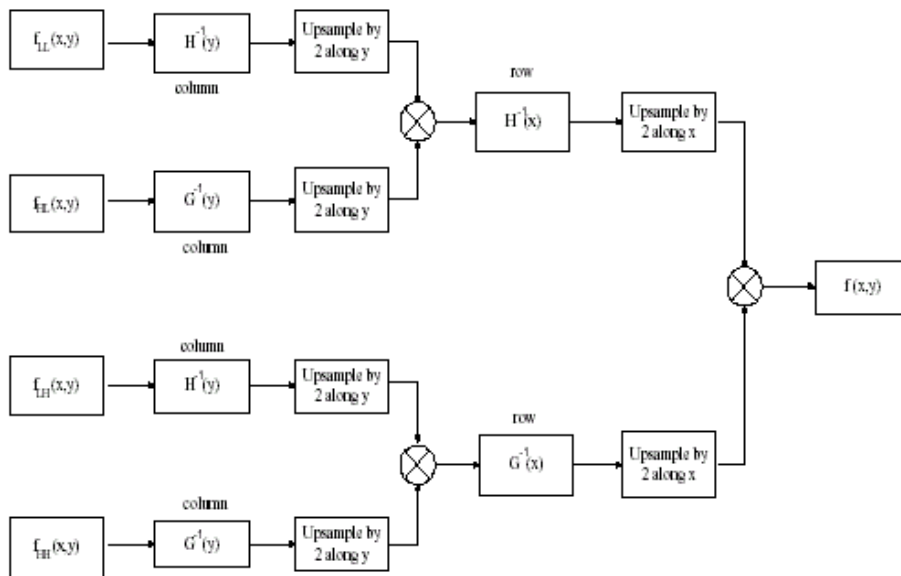 f_LL(x,y)
H^-1(y)
Upsample by
2 along y
column
row
H^-1(x)
Upsample by
2 along x
f_HL(x,y)
G^-1(y)
Upsample by
2 along y
column
f(x,y)
column
f_LH(x,y)
H^-1(y)
Upsample by
2 along y
row
G^-1(x)
Upsample by
2 along x
column
f_HH(x,y)
G^-1(y)
Upsample by
2 along y